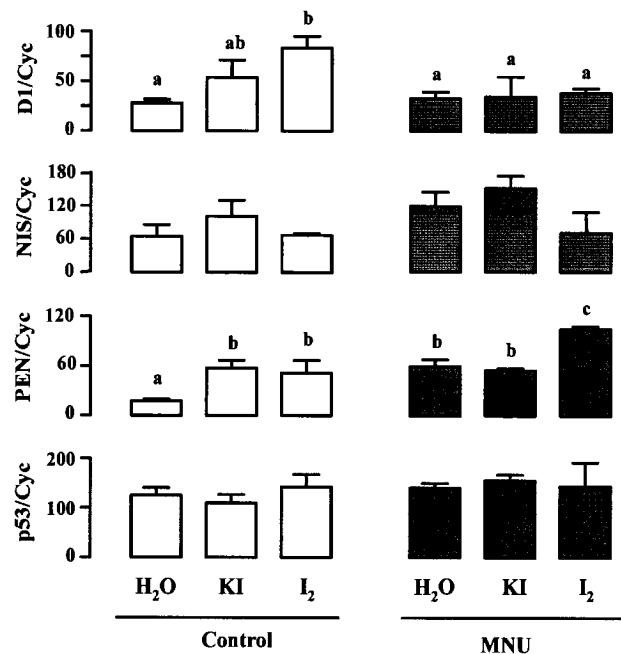 D1/Cyc
100
50
0
a
ab
b
a
a
a
NIS/Cyc
180
120
60
0
PEN/Cyc
120
60
0
a
b
b
b
b
c
p53/Cyc
200
100
0
H₂O KI I₂ H₂O KI I₂
Control MNU